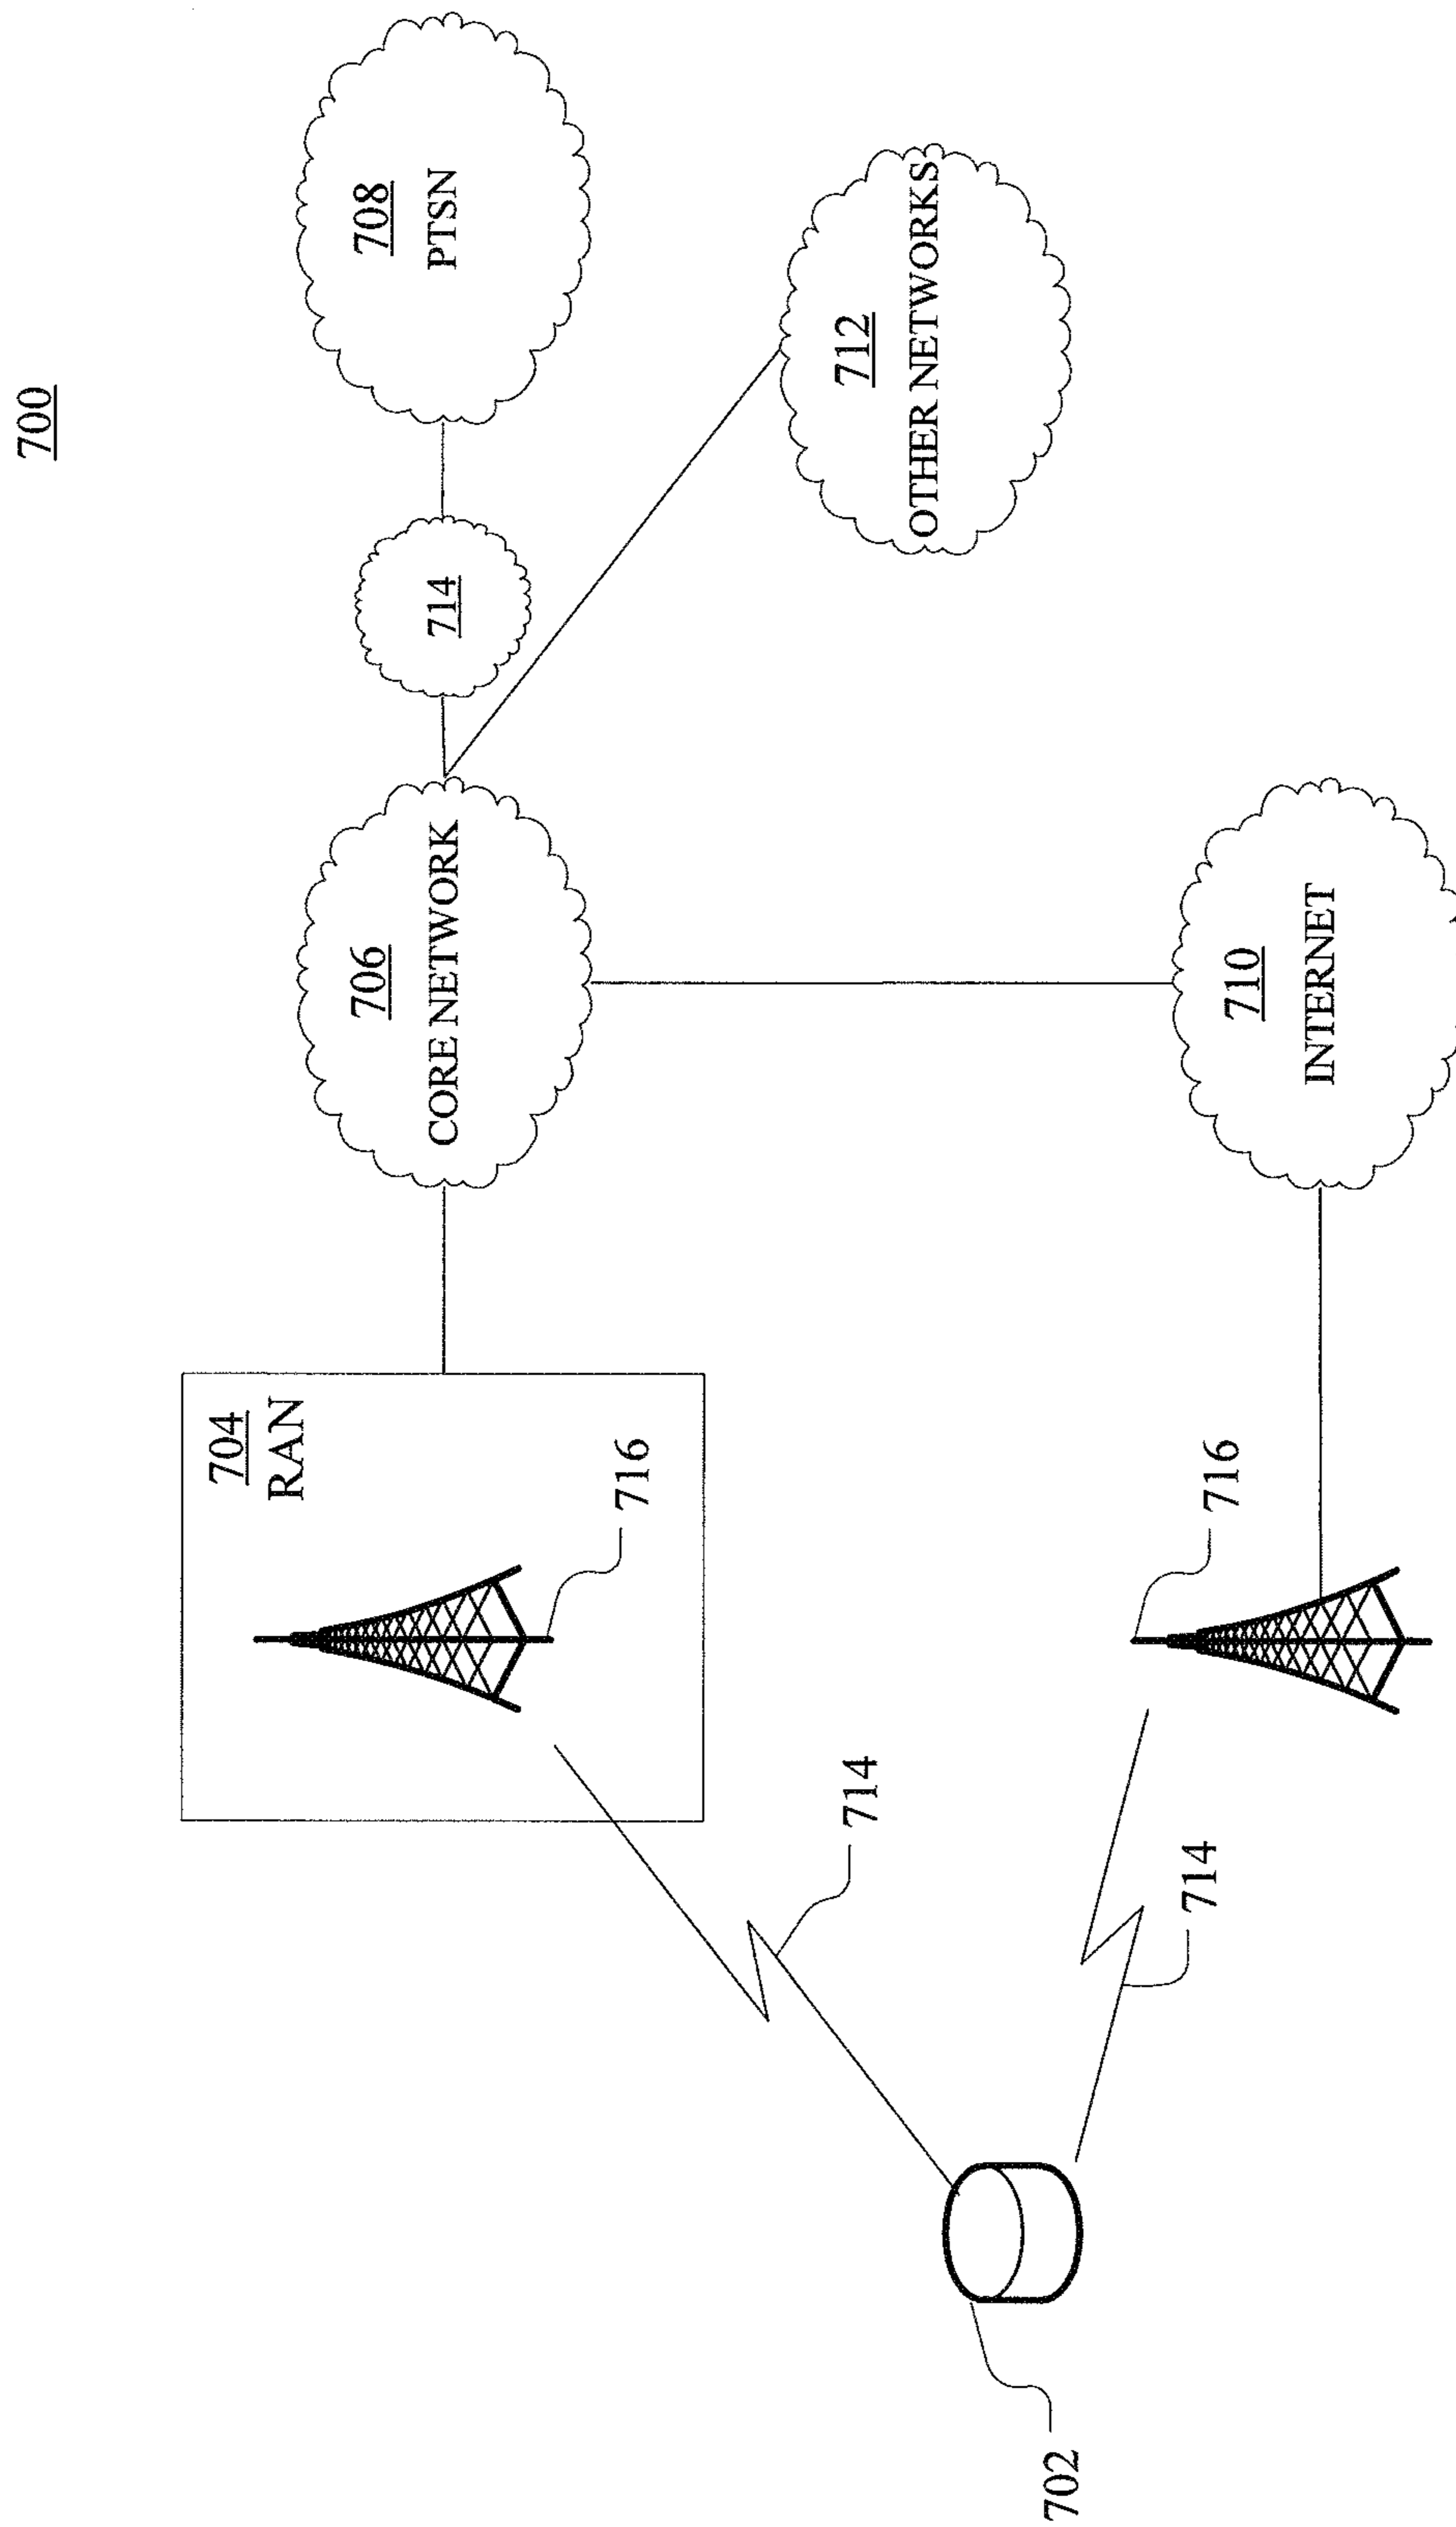 700
704
RAN
716
706
CORE NETWORK
714
708
PTSN
712
OTHER NETWORKS
714
702
714
716
710
INTERNET